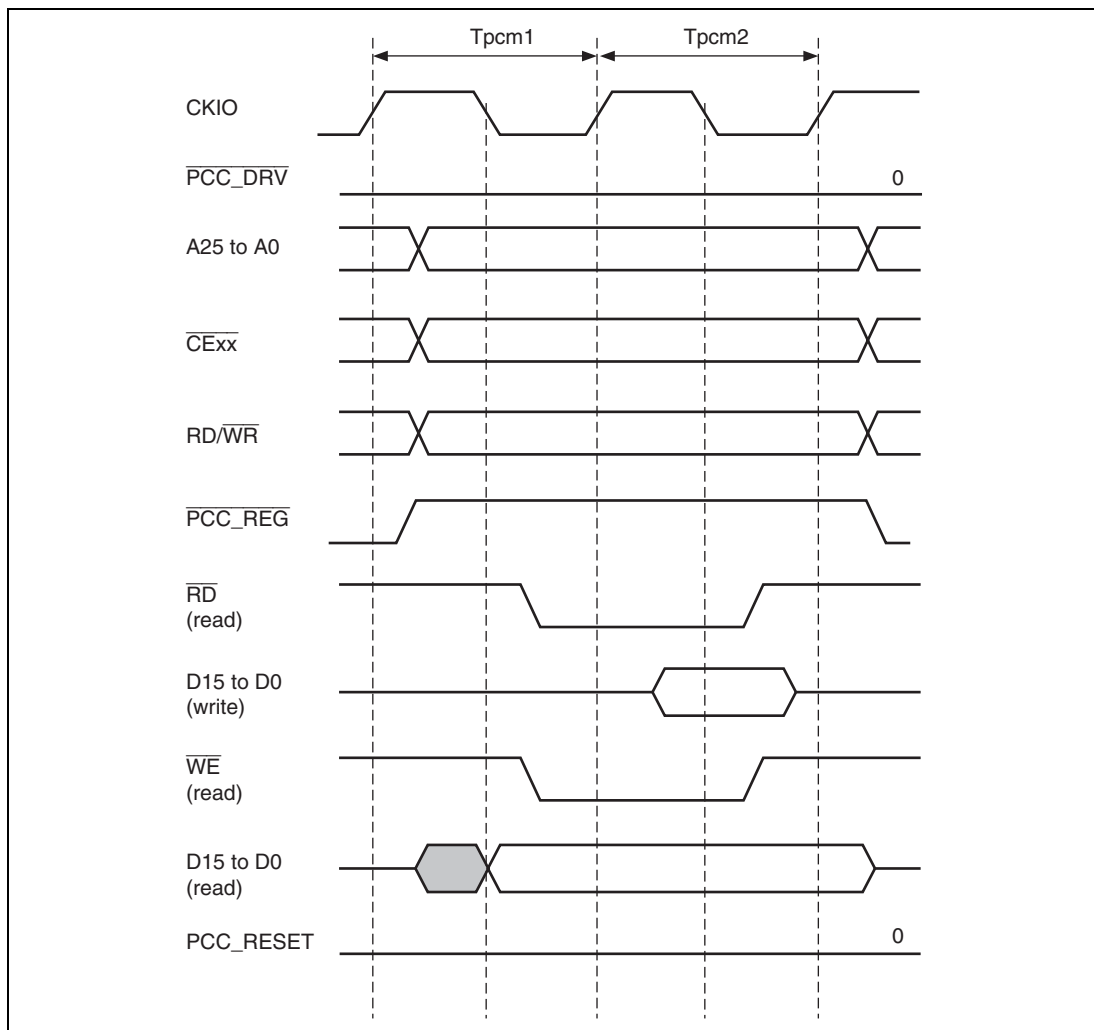 Tpcm1 Tpcm2
CKIO
PCC_DRV 0
A25 to A0
CExx
RD/WR
PCC_REG
RD
(read)
D15 to D0
(write)
WE
(read)
D15 to D0
(read)
PCC_RESET 0